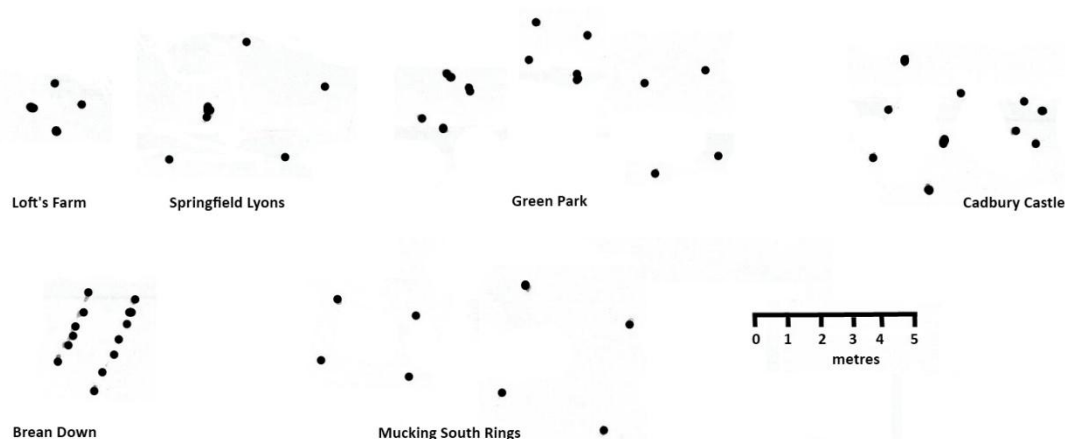 Loft's Farm
Springfield Lyons
Green Park
Cadbury Castle
0 1 2 3 4 5
metres
Brean Down
Mucking South Rings